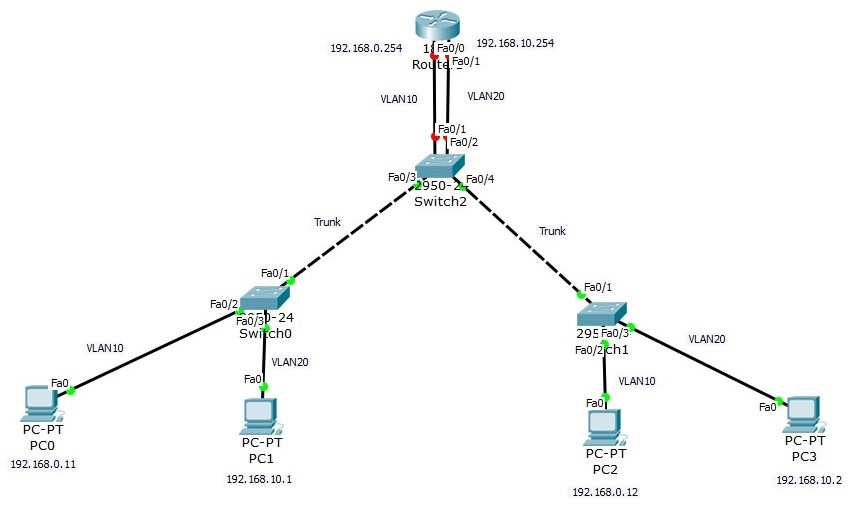 192.168.0.254
192.168.10.254
Fa0/0
Fa0/1
VLAN10
VLAN20
Fa0/1
Fa0/2
Fa0/3
Fa0/4
Switch2
Trunk
Trunk
Fa0/1
Fa0/1
Fa0/2
Fa0/3
Switch0
Fa0/3
Fa0/2
VLAN10
VLAN20
VLAN10
VLAN20
Fa0
Fa0
Fa0
Fa0
PC-PT
PC0
192.168.0.11
PC-PT
PC1
192.168.10.1
PC-PT
PC2
192.168.0.12
PC-PT
PC3
192.168.10.2